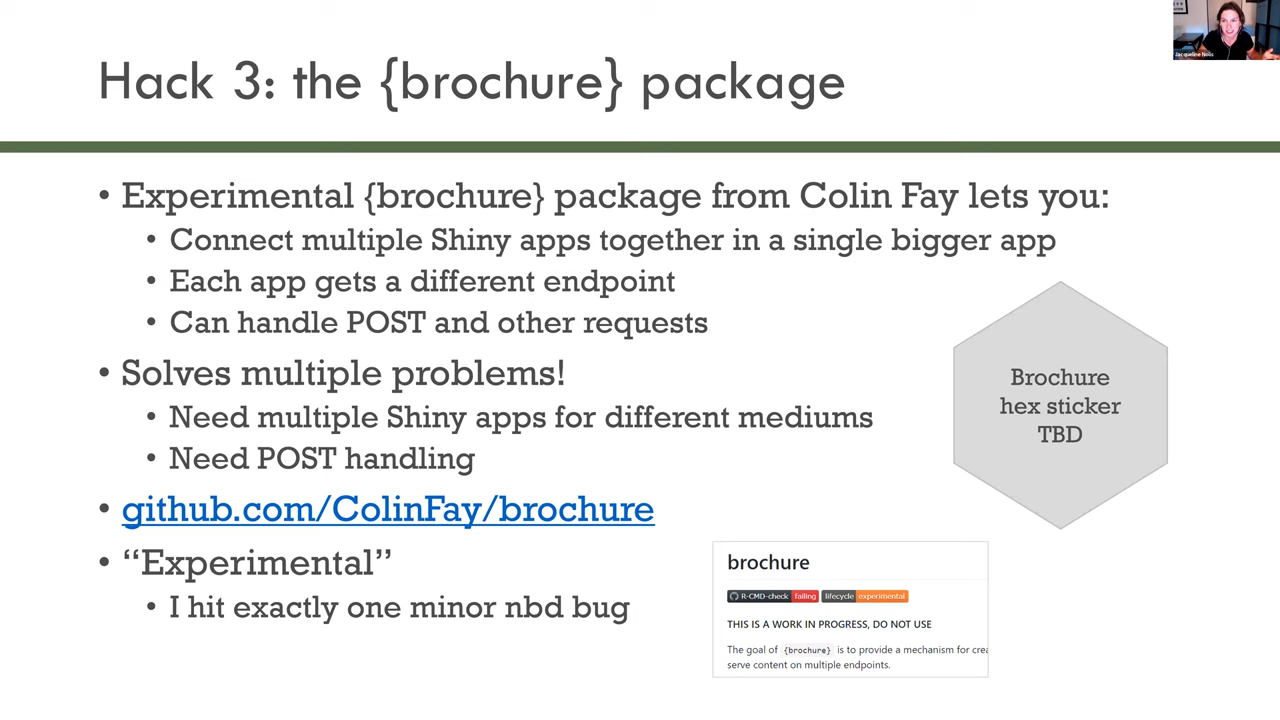 Hack 3: the {brochure} package
Jacqueline Nolis
• Experimental {brochure} package from Colin Fay lets you:
• Connect multiple Shiny apps together in a single bigger app
• Each app gets a different endpoint
• Can handle POST and other requests
• Solves multiple problems!
• Need multiple Shiny apps for different mediums
• Need POST handling
• github.com/ColinFay/brochure
• “Experimental”
• I hit exactly one minor nbd bug
Brochure
hex sticker
TBD
brochure
R-CMD-check failing lifecycle experimental
THIS IS A WORK IN PROGRESS, DO NOT USE
The goal of {brochure} is to provide a mechanism for crea
serve content on multiple endpoints.